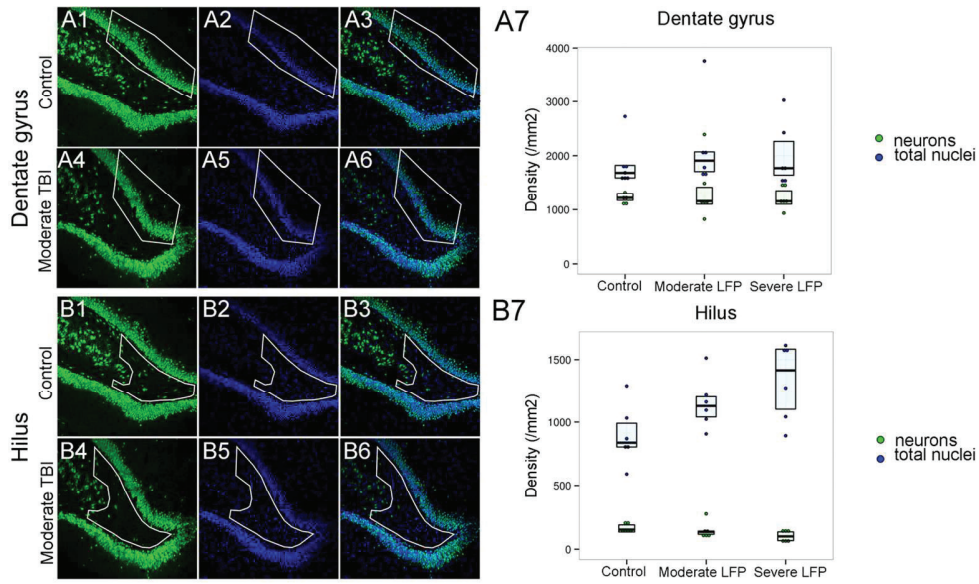 A1
A2
A3
Control
Dentate gyrus
A4
A5
A6
Moderate TBI
B1
B2
B3
Control
Hilus
B4
B5
B6
Moderate TBI
A7
Dentate gyrus
Density (/mm2)
4000
3000
2000
1000
0
Control
Moderate LFP
Severe LFP
neurons
total nuclei
B7
Hilus
Density (/mm2)
1500
1000
500
0
Control
Moderate LFP
Severe LFP
neurons
total nuclei